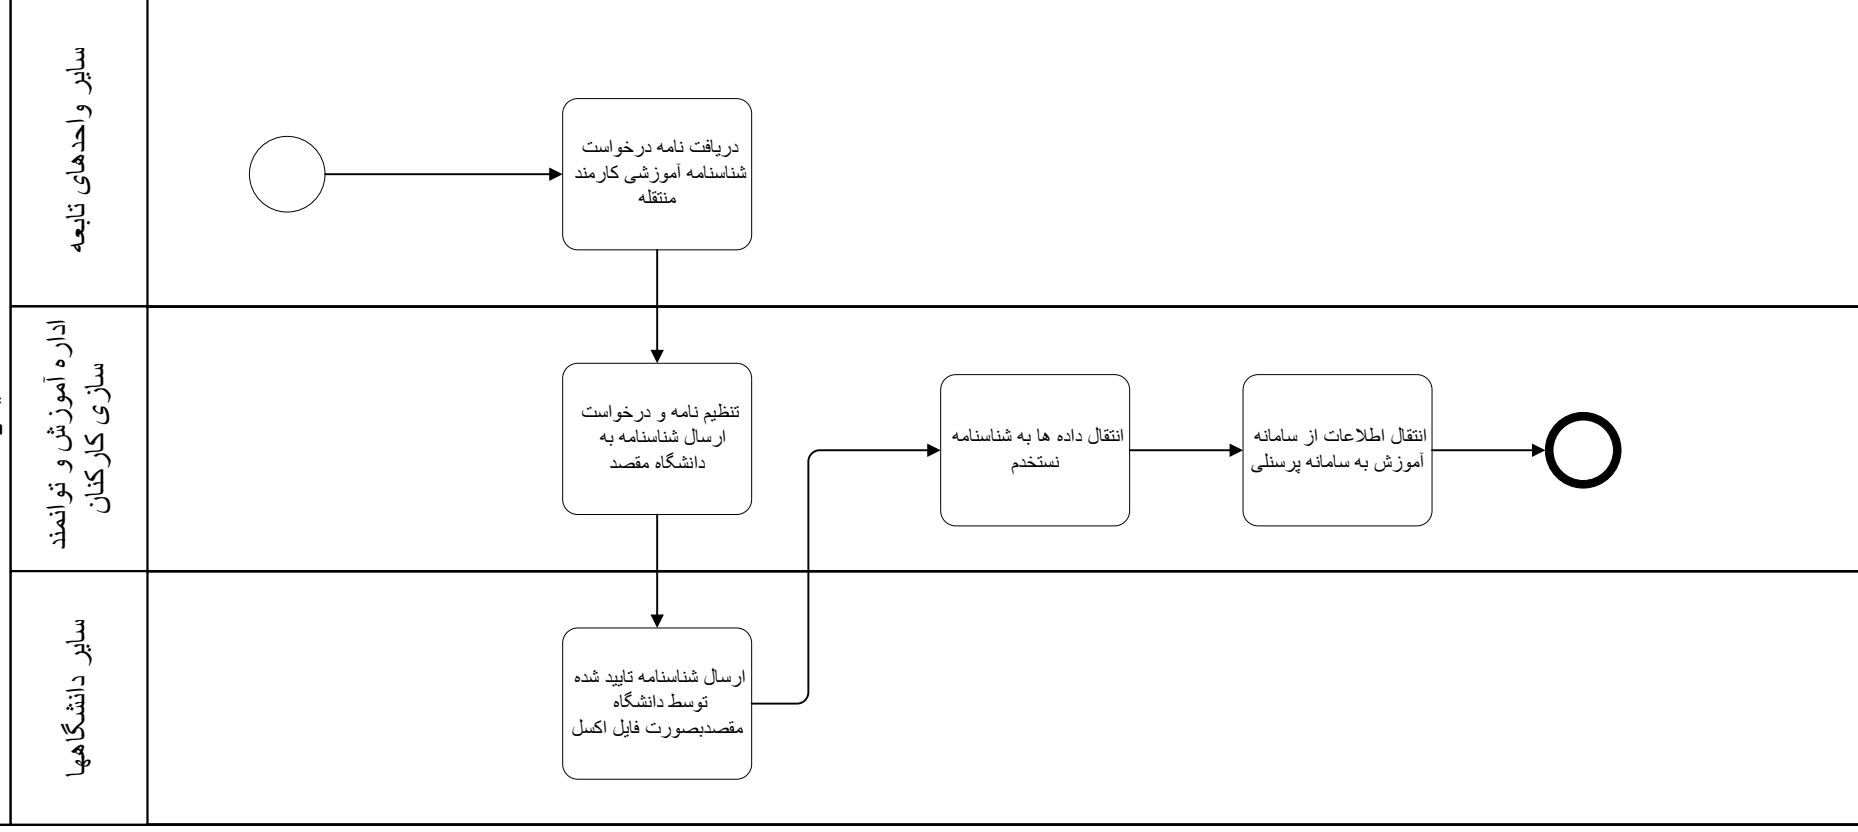 سایر واحدهای تابعه
دریافت نامه درخواست
شناسنامه آموزشی کارمند
منتقله
اداره آموزش و توانمند
سازی کارکنان
تنظیم نامه و درخواست
ارسال شناسنامه به
دانشگاه مقصد
انتقال داده ها به شناسنامه
نستخدم
انتقال اطلاعات از سامانه
آموزش به سامانه پرسنلی
سایر دانشگاهها
ارسال شناسنامه تایید شده
توسط دانشگاه
مقصدبصورت فایل اکسل